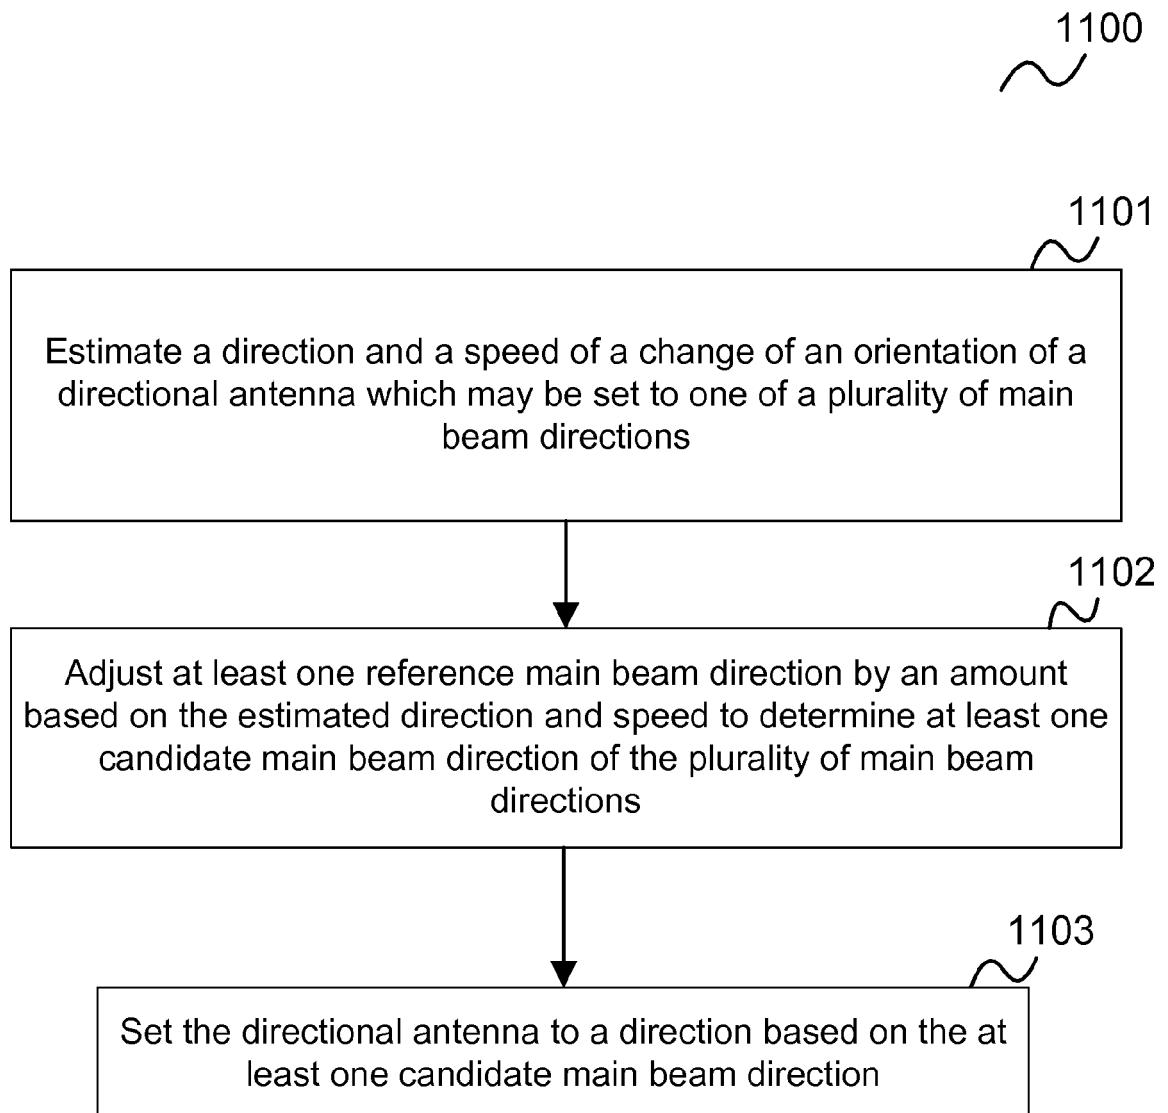 1100
1101
Estimate a direction and a speed of a change of an orientation of a
directional antenna which may be set to one of a plurality of main
beam directions
1102
Adjust at least one reference main beam direction by an amount
based on the estimated direction and speed to determine at least one
candidate main beam direction of the plurality of main beam
directions
1103
Set the directional antenna to a direction based on the at
least one candidate main beam direction